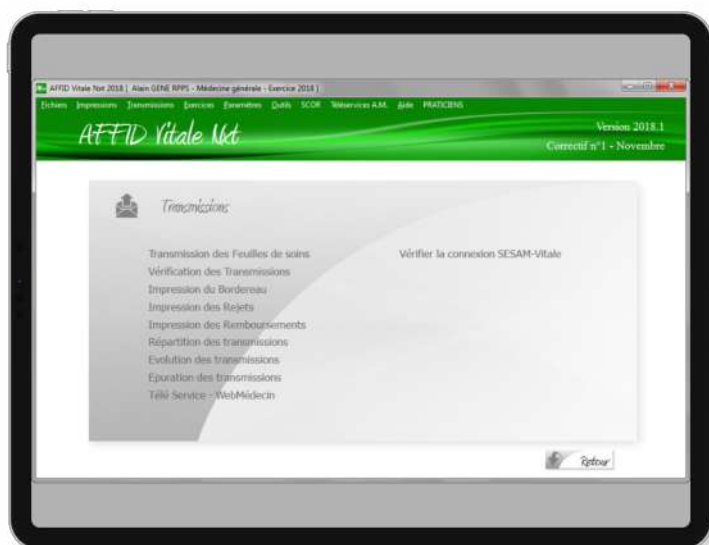 AFFID Vitale Nxt 2018 [ Alain GENE RPPS - Médecine générale - Exercice 2018 ]
Fichiers Impressions Transmissions Exercices Paramètres Outils SCOR Téléservices A.M. Aide PRATICIENS
AFFID Vitale Nxt
Version 2018.1
Correctif n°1 - Novembre
Transmissions
Transmission des Feuilles de soins
Vérifier la connexion SESAM-Vitale
Vérification des Transmissions
Impression du Bordereau
Impression des Rejets
Impression des Remboursements
Répartition des transmissions
Evolution des transmissions
Epuration des transmissions
Télé Service - WebMédecin
Retour